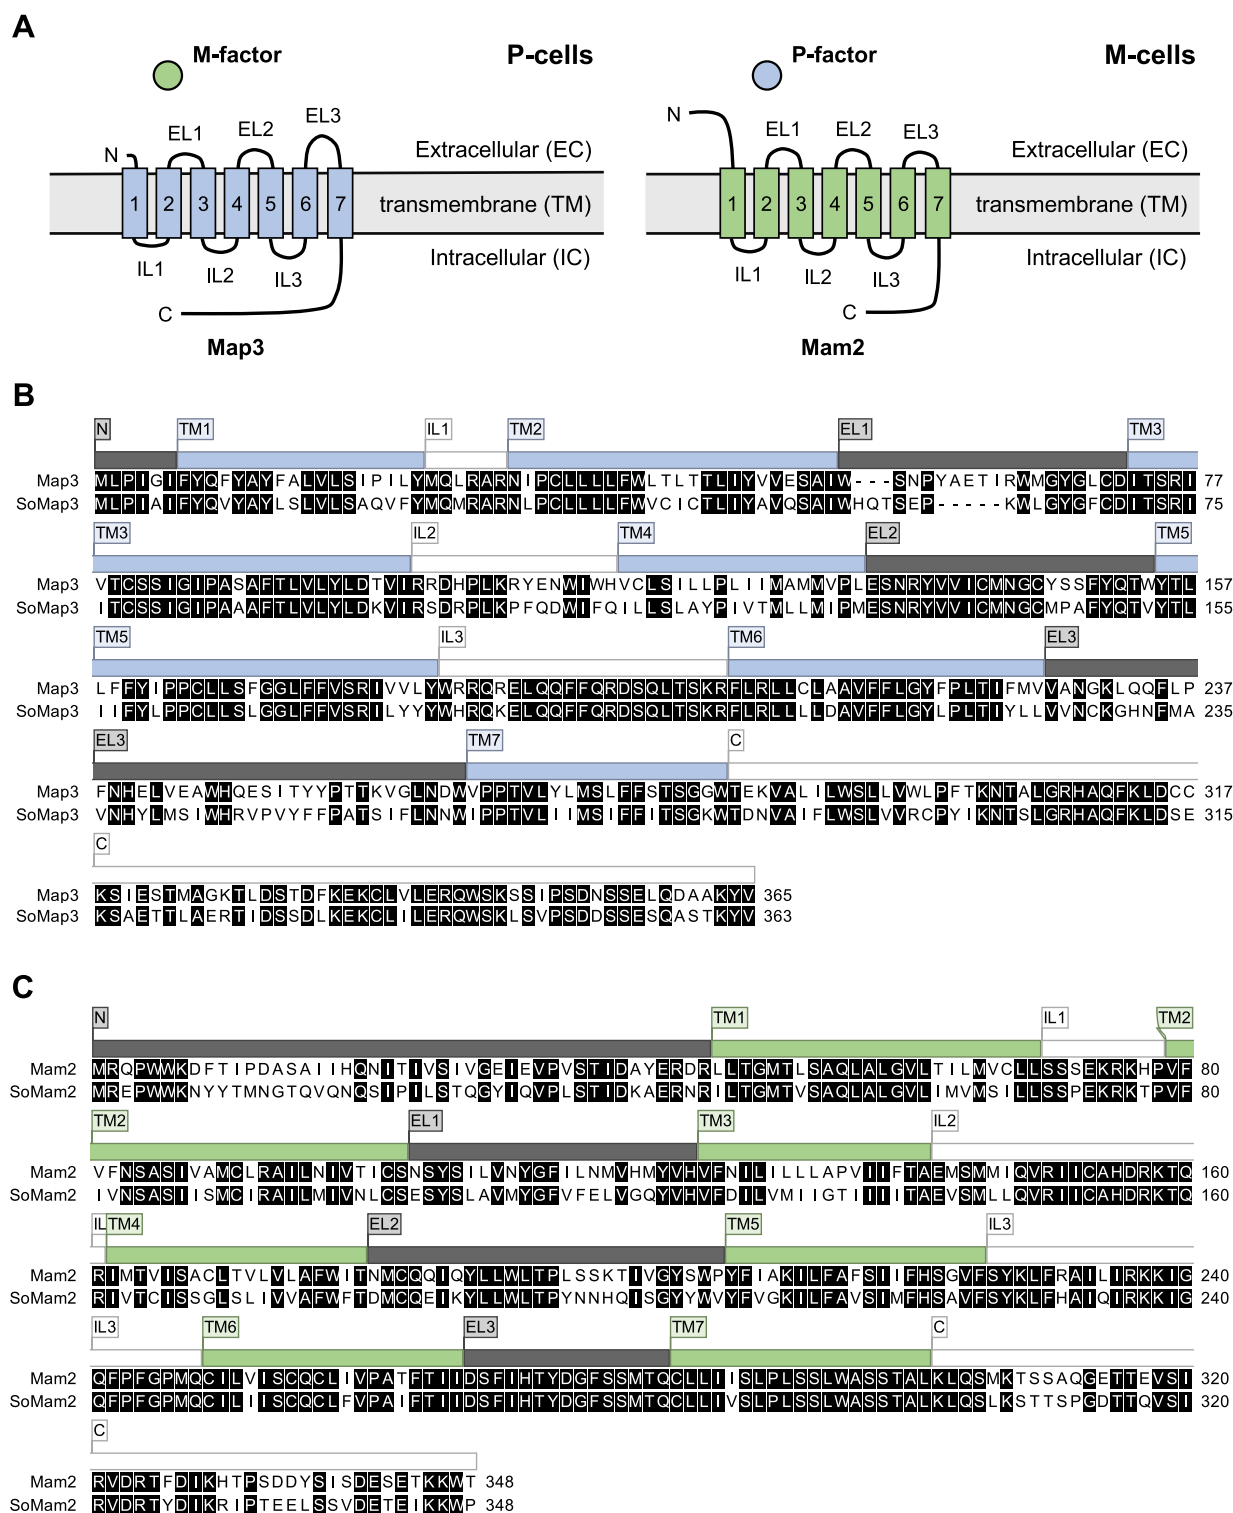 A
M-factor
P-cells
P-factor
M-cells
N EL1 EL2 EL3 Extracellular (EC)
N EL1 EL2 EL3 Extracellular (EC)
1 2 3 4 5 6 7 transmembrane (TM)
1 2 3 4 5 6 7 transmembrane (TM)
IL1 IL2 IL3 Intracellular (IC)
IL1 IL2 IL3 Intracellular (IC)
C
C
Map3
Mam2
B
N TM1 IL1 TM2 EL1 TM3
Map3 MLPIGIFYQFYAYFALVLSIPILYMQLRARNIPCLLLLFWLTLTTLIYVVESAIW---SNPYAETIRWMGYGLCDITSRI 77
SoMap3 MLPIAIFYQVYAYLSLVLSAQVFYMQMRARNLPCLLLLFWVCICTLIYAVQSAIWHQTSEP-----KWLGYGFCDITSRI 75
TM3 IL2 TM4 EL2 TM5
Map3 VTCSSIGIPASAFTLVLYLDTVIRRDHPLKRYENWIWHVCLSILLPLIIMAMMVPLESNRYVVICMNGCYSSFYQTWYTL 157
SoMap3 ITCSSIGIPAAAFTLVLYLDKVIRSDRPLKPFQDWIFQILLSLAYPIVTMLLMIPMESNRYVVICMNGCMPAFYQTVYTL 155
TM5 IL3 TM6 EL3
Map3 LFFYIPPCLLSFGGLFFVSRIVVLYWRRQRELQQFFQRDSQLTSKRFLRLLCLAAVFFLGYFPLTIFMVVANGKLQQFLP 237
SoMap3 IIFYLPPCLLSLGGLFFVSRILYYYWHRQKELQQFFQRDSQLTSKRFLRLLLLDAVFFLGYLPLTIYLLVVNCKGHNFMA 235
EL3 TM7 C
Map3 FNHELVEAWHQESITYYPTTKVGLNDWVPPTVLYLMSLFFSTSGGWTEKVALILWSLLVWLPFTKNTALGRHAQFKLDCC 317
SoMap3 VNHYLMSIWHRVPVYFFPATSIFLNNWIPPTVLIIMSIFFITSGKWTDNVAIFLWSLVVRCPYIKNTSLGRHAQFKLDSE 315
C
Map3 KSIESTMAGKTLDSTDFKEKCLVLERQWSKSSIPSDNSSELQDAAKYV 365
SoMap3 KSAETTLAERTIDSSDLKEKCLILERQWSKLSVPSDDSSESQASTKYV 363
C
N TM1 IL1 TM2
Mam2 MRQPWWKDFTIPDASAIIHQNITIVSIVGEIEVPVSTIDAYERDRLLTGMTLSAQLALGVLTILMVCLLSSSEKRKHPVF 80
SoMam2 MREPWWKNYYTMNGTQVQNQSIPILSTQGYIQVPLSTIDKAERNRILTGMTVSAQLALGVLIMVMSILLSSPEKRKTPVF 80
TM2 EL1 TM3 IL2
Mam2 VFNSASIVAMCLRAILNIVTICSNSYSILVNYGFILNMVHMYVHVFNILILLLAPVIIFTAEMSMMIQVRIICAHDRKTQ 160
SoMam2 IVNSASIISMCIRAILMIVNLCSESYSLAVMYGFVFELVGQYVHVFDILVMIIGTIIIITAEVSMLLQVRIICAHDRKTQ 160
IL TM4 EL2 TM5 IL3
Mam2 RIMTVISACLTVLVLAFWITNMCQQIQYLLWLTPLSSKTIVGYSWPYFIAKILFAFSIIFHSGVFSYKLFRAILIRKKIG 240
SoMam2 RIVTCISSGLSLIVVAFWFTDMCQEIKYLLWLTPYNNHQISGYYWVYFVGKILFAVSIMFHSAVFSYKLFHAIQIRKKIG 240
IL3 TM6 EL3 TM7 C
Mam2 QFPFGPMQCILVISCQCLIVPATFTIIDSFIHTYDGFSSMTQCLLIISLPLSSLWASSTALKLQSMKTSSAQGETTEVSI 320
SoMam2 QFPFGPMQCILIISCQCLFVPAIFTIIDSFIHTYDGFSSMTQCLLIVSLPLSSLWASSTALKLQSLKSTTSPGDTTQVSI 320
C
Mam2 RVDRTFDIKHTPSDDYSISDESETKKWT 348
SoMam2 RVDRTYDIKRIPTEELSSVDETEIKKWP 348